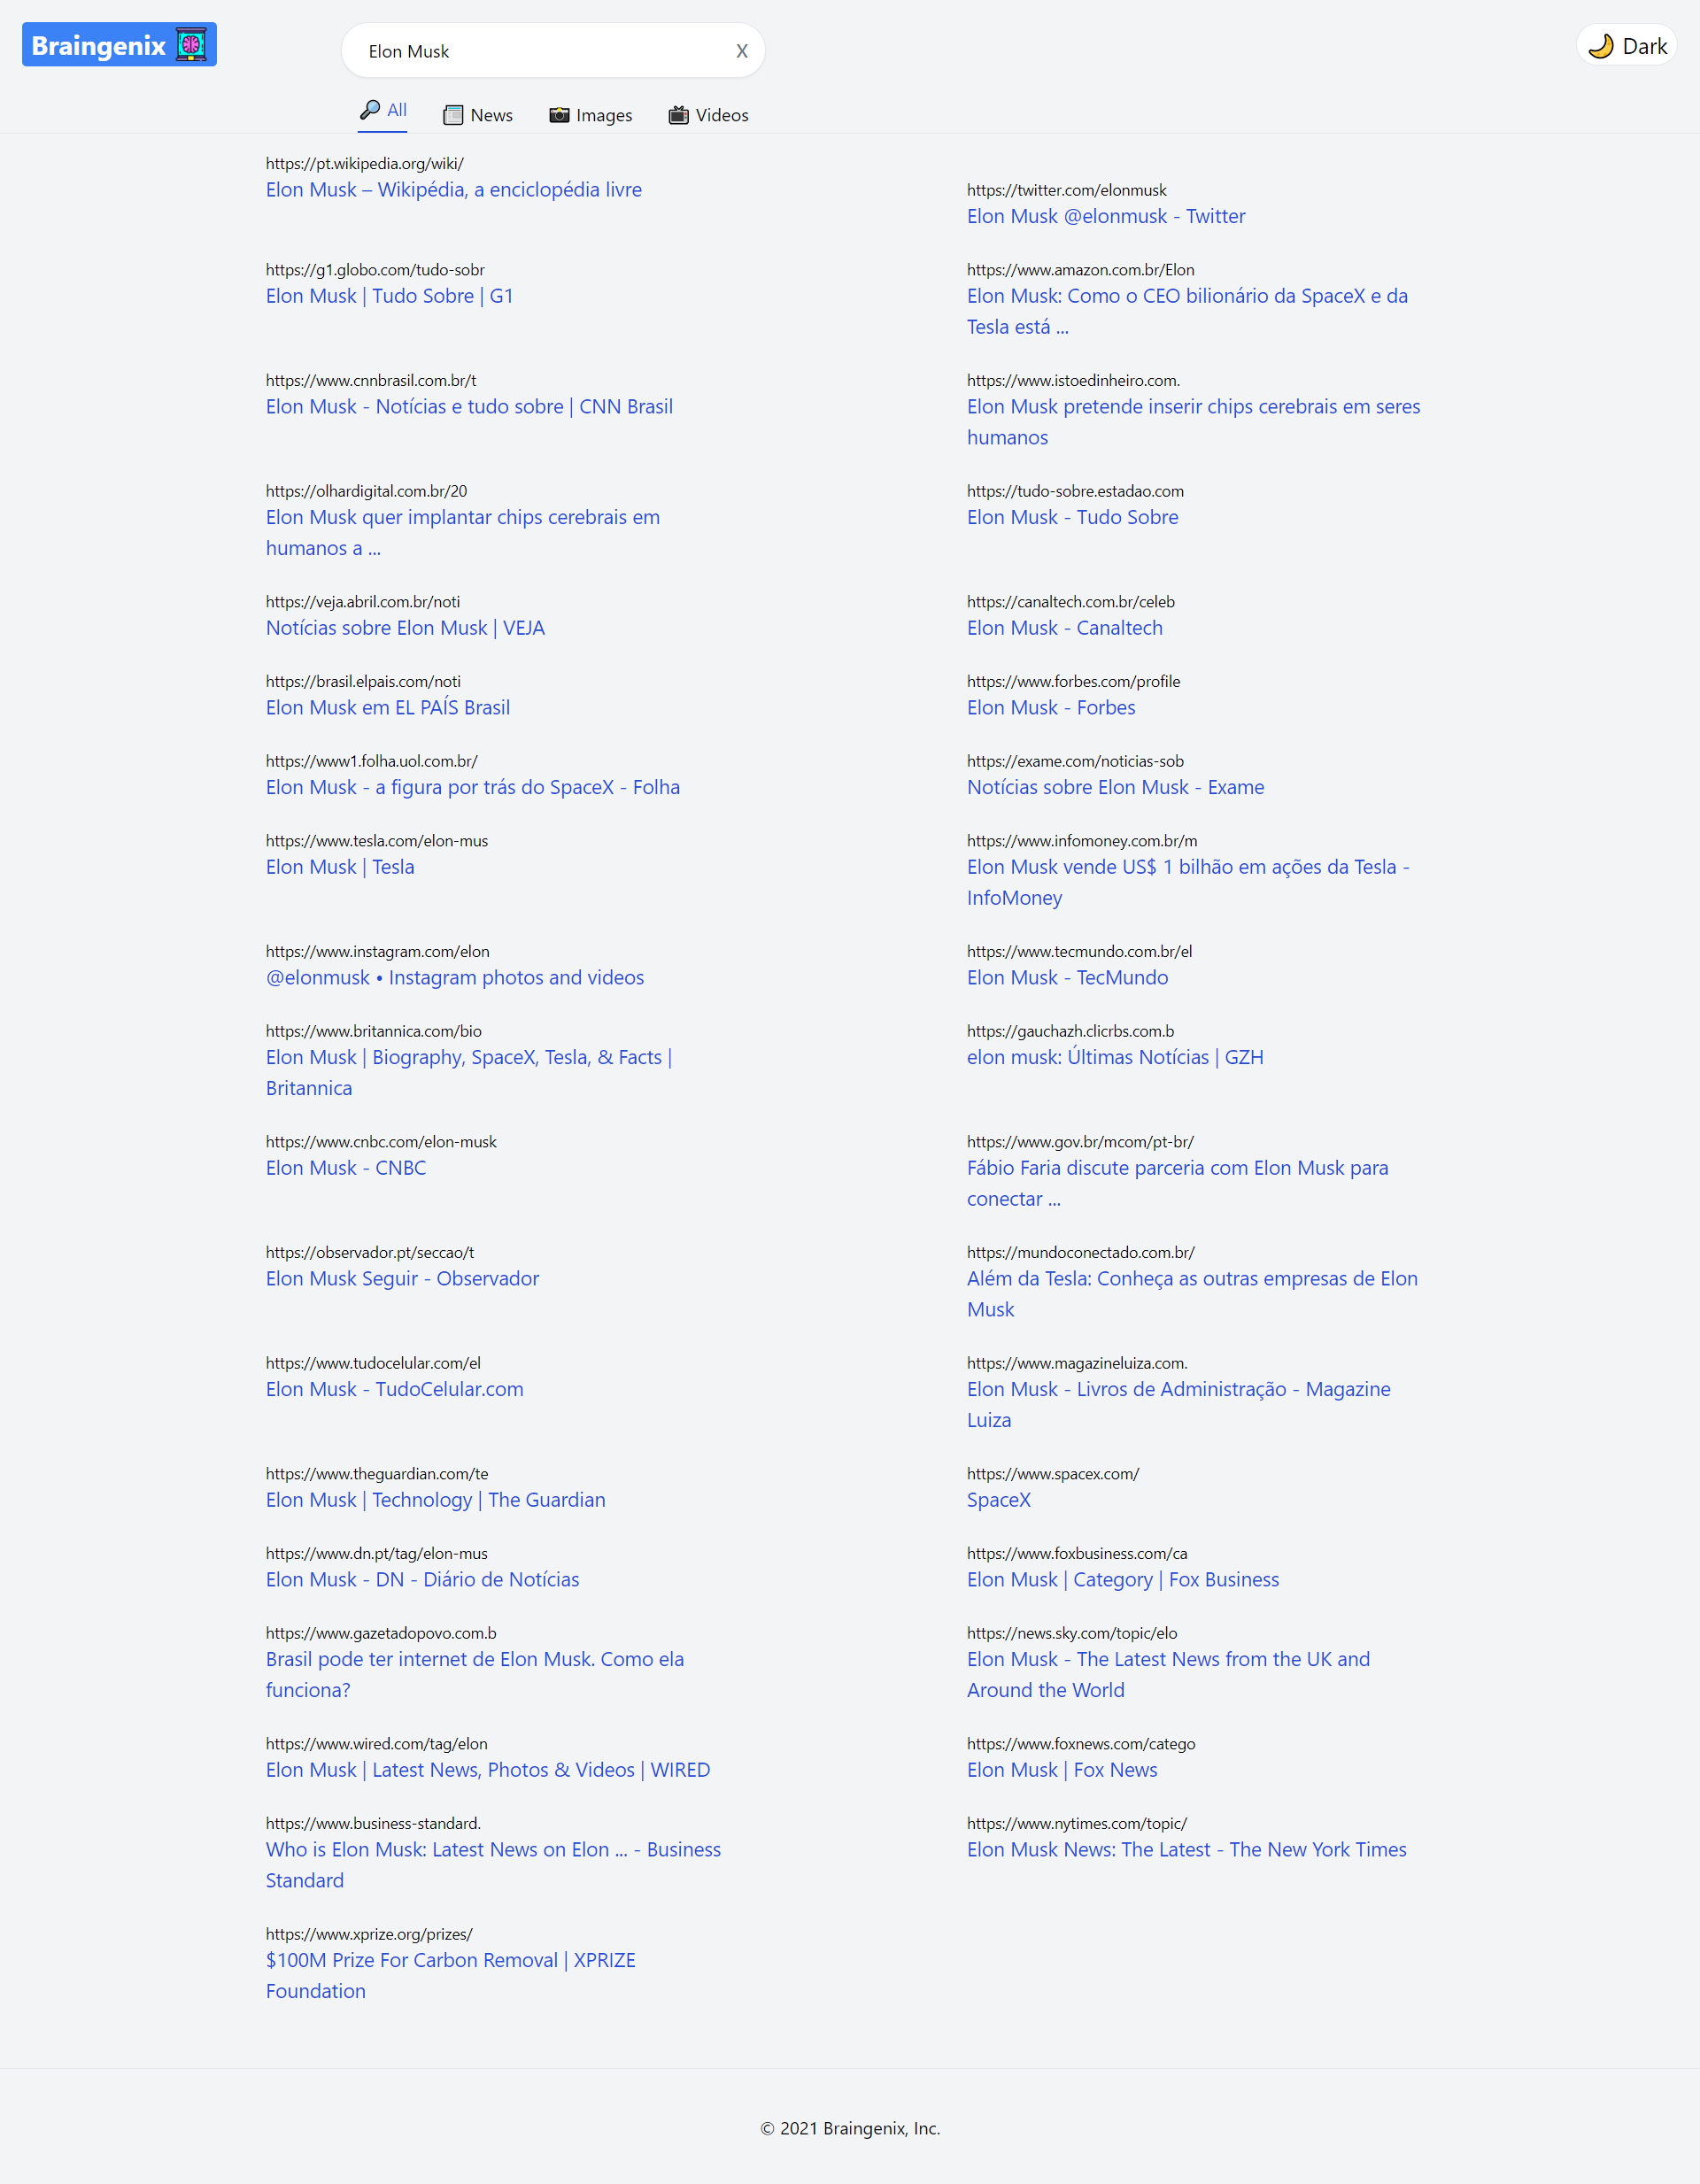 Braingenix
Elon Musk
X
Dark
All
News
Images
Videos
https://pt.wikipedia.org/wiki/
Elon Musk – Wikipédia, a enciclopédia livre
https://twitter.com/elonmusk
Elon Musk @elonmusk - Twitter
https://g1.globo.com/tudo-sobr
Elon Musk | Tudo Sobre | G1
https://www.amazon.com.br/Elon
Elon Musk: Como o CEO bilionário da SpaceX e da
Tesla está ...
https://www.cnnbrasil.com.br/t
Elon Musk - Notícias e tudo sobre | CNN Brasil
https://www.istoedinheiro.com.
Elon Musk pretende inserir chips cerebrais em seres
humanos
https://olhardigital.com.br/20
Elon Musk quer implantar chips cerebrais em
humanos a ...
https://tudo-sobre.estadao.com
Elon Musk - Tudo Sobre
https://veja.abril.com.br/noti
Notícias sobre Elon Musk | VEJA
https://canaltech.com.br/celeb
Elon Musk - Canaltech
https://brasil.elpais.com/noti
Elon Musk em EL PAÍS Brasil
https://www.forbes.com/profile
Elon Musk - Forbes
https://www1.folha.uol.com.br/
Elon Musk - a figura por trás do SpaceX - Folha
https://exame.com/noticias-sob
Notícias sobre Elon Musk - Exame
https://www.tesla.com/elon-mus
Elon Musk | Tesla
https://www.infomoney.com.br/m
Elon Musk vende US$ 1 bilhão em ações da Tesla -
InfoMoney
https://www.instagram.com/elon
@elonmusk • Instagram photos and videos
https://www.tecmundo.com.br/el
Elon Musk - TecMundo
https://www.britannica.com/bio
Elon Musk | Biography, SpaceX, Tesla, & Facts |
Britannica
https://gauchazh.clicrbs.com.b
elon musk: Últimas Notícias | GZH
https://www.cnbc.com/elon-musk
Elon Musk - CNBC
https://www.gov.br/mcom/pt-br/
Fábio Faria discute parceria com Elon Musk para
conectar ...
https://observador.pt/seccao/t
Elon Musk Seguir - Observador
https://mundoconectado.com.br/
Além da Tesla: Conheça as outras empresas de Elon
Musk
https://www.tudocelular.com/el
Elon Musk - TudoCelular.com
https://www.magazineluiza.com.
Elon Musk - Livros de Administração - Magazine
Luiza
https://www.theguardian.com/te
Elon Musk | Technology | The Guardian
https://www.spacex.com/
SpaceX
https://www.dn.pt/tag/elon-mus
Elon Musk - DN - Diário de Notícias
https://www.foxbusiness.com/ca
Elon Musk | Category | Fox Business
https://www.gazetadopovo.com.b
Brasil pode ter internet de Elon Musk. Como ela
funciona?
https://news.sky.com/topic/elo
Elon Musk - The Latest News from the UK and
Around the World
https://www.wired.com/tag/elon
Elon Musk | Latest News, Photos & Videos | WIRED
https://www.foxnews.com/catego
Elon Musk | Fox News
https://www.business-standard.
Who is Elon Musk: Latest News on Elon ... - Business
Standard
https://www.nytimes.com/topic/
Elon Musk News: The Latest - The New York Times
https://www.xprize.org/prizes/
$100M Prize For Carbon Removal | XPRIZE
Foundation
© 2021 Braingenix, Inc.